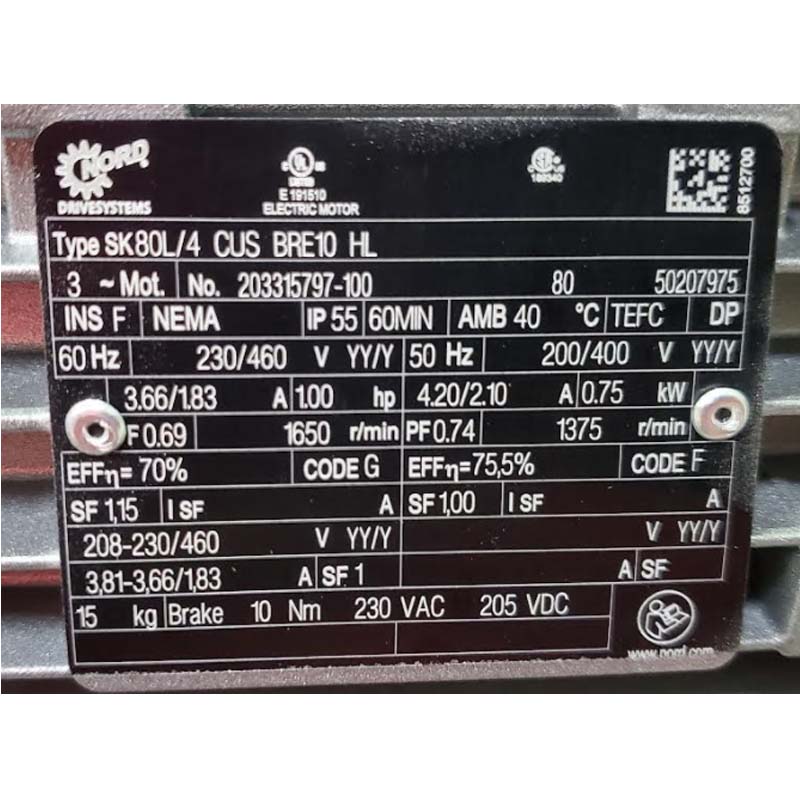 NORD
DRIVESYSTEMS
UL
LISTED
E 191510
ELECTRIC MOTOR
189340
8512700
Type SK80L/4 CUS BRE10 HL
3 ~Mot. No. 203315797-100 80 50207975
INS F NEMA IP 55 60MIN AMB 40 °C TEFC DP
60 Hz 230/460 V YY/Y 50 Hz 200/400 V YY/Y
3.66/1.83 A 1.00 hp 4.20/2.10 A 0.75 kW
F 0.69 1650 r/min PF 0.74 1375 r/min
EFFη= 70% CODE G EFFη=75,5% CODE F
SF 1,15 I SF A SF 1,00 I SF A
208-230/460 V YY/Y V YY/Y
3,81-3,66/1,83 A SF 1 A SF
15 kg Brake 10 Nm 230 VAC 205 VDC
www.nord.com